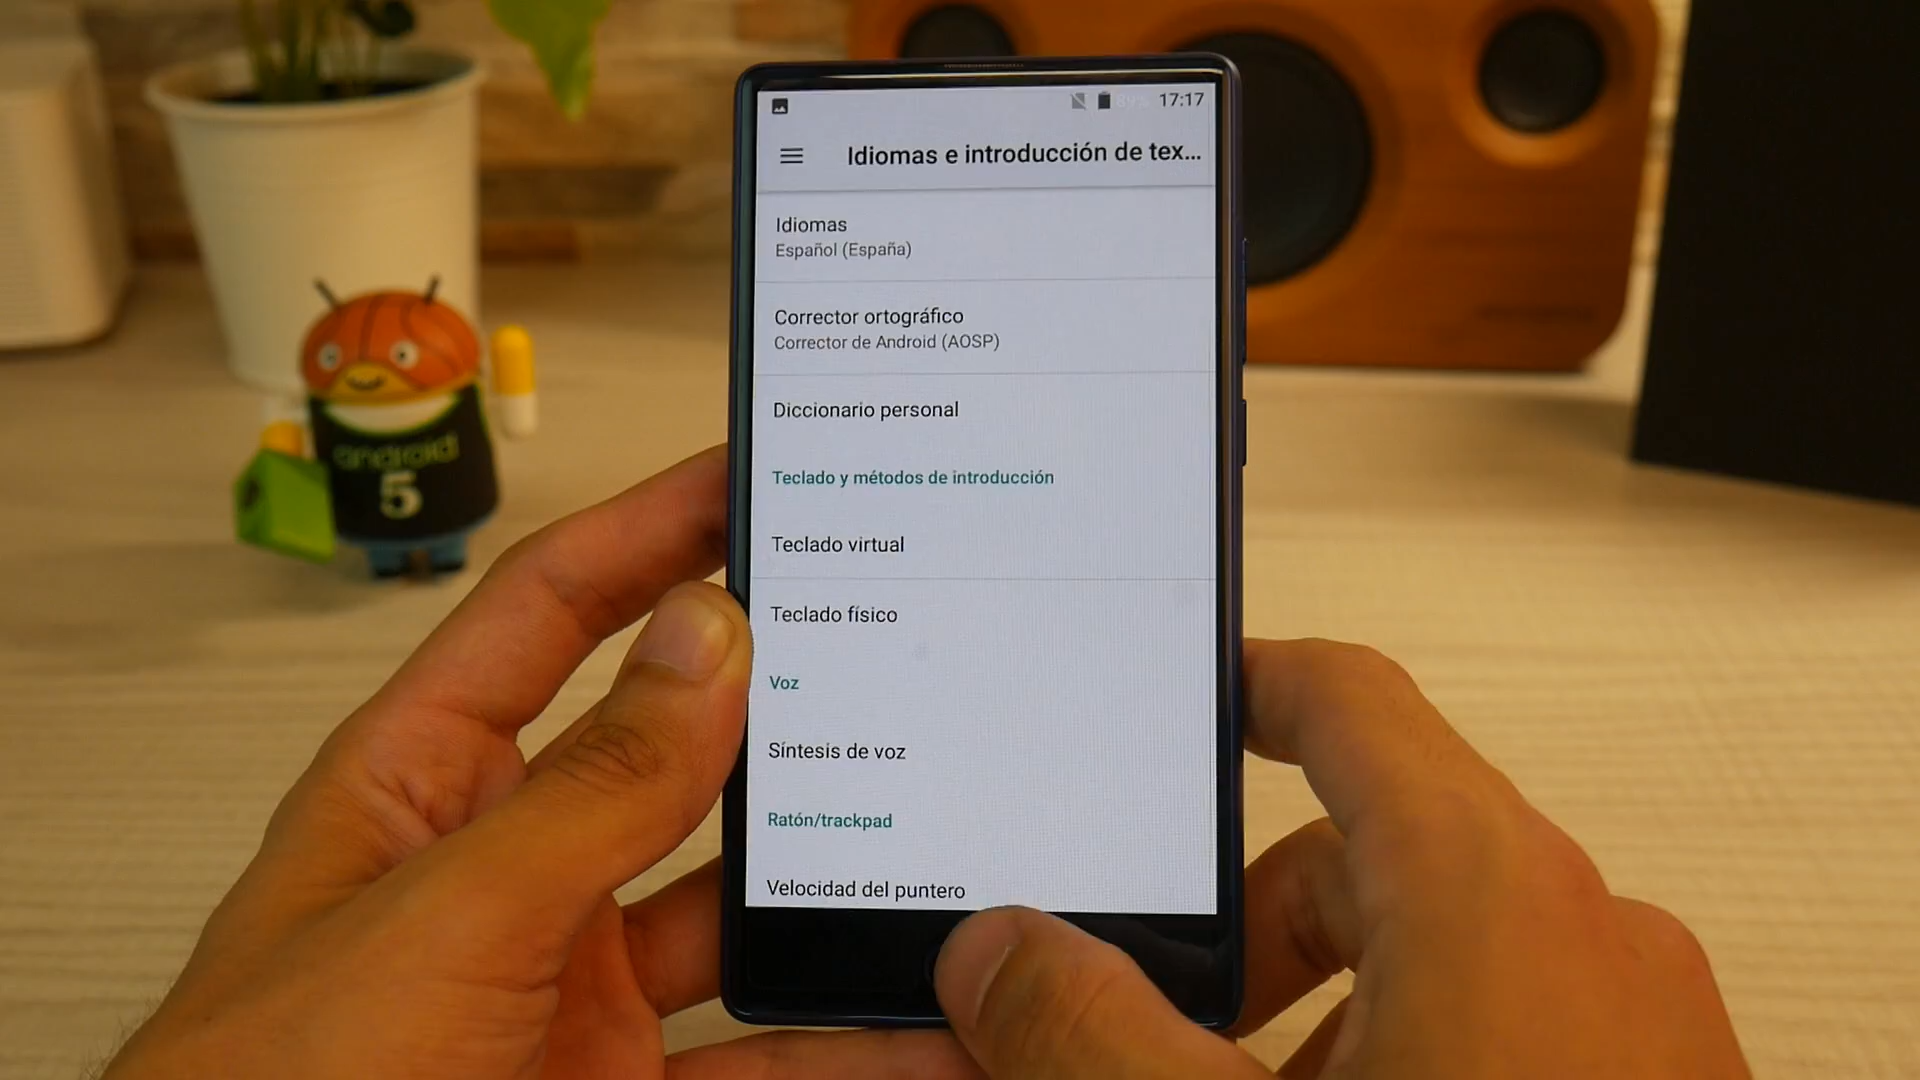 89% 17:17
Idiomas e introducción de tex...
Idiomas
Español (España)
Corrector ortográfico
Corrector de Android (AOSP)
Diccionario personal
Teclado y métodos de introducción
Teclado virtual
Teclado físico
Voz
Síntesis de voz
Ratón/trackpad
Velocidad del puntero
android
5